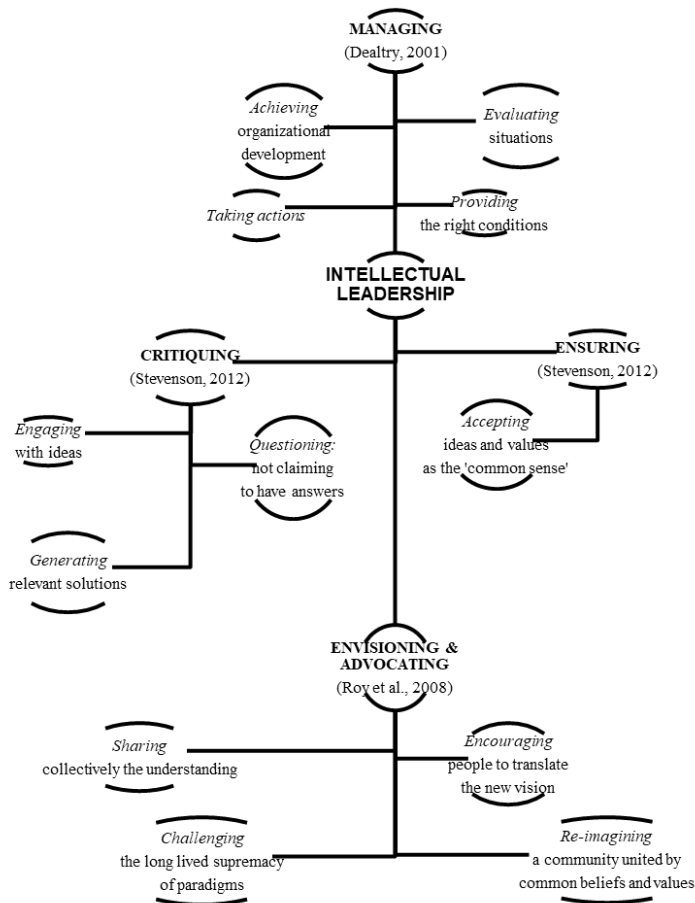 MANAGING
(Dealtry, 2001)
Achieving
organizational
development
Evaluating
situations
Taking actions
Providing
the right conditions
INTELLECTUAL
LEADERSHIP
CRITIQUING
(Stevenson, 2012)
ENSURING
(Stevenson, 2012)
Engaging
with ideas
Questioning:
not claiming
to have answers
Accepting
ideas and values
as the 'common sense'
Generating
relevant solutions
ENVISIONING &
ADVOCATING
(Roy et al., 2008)
Sharing
collectively the understanding
Encouraging
people to translate
the new vision
Challenging
the long lived supremacy
of paradigms
Re-imagining
a community united by
common beliefs and values